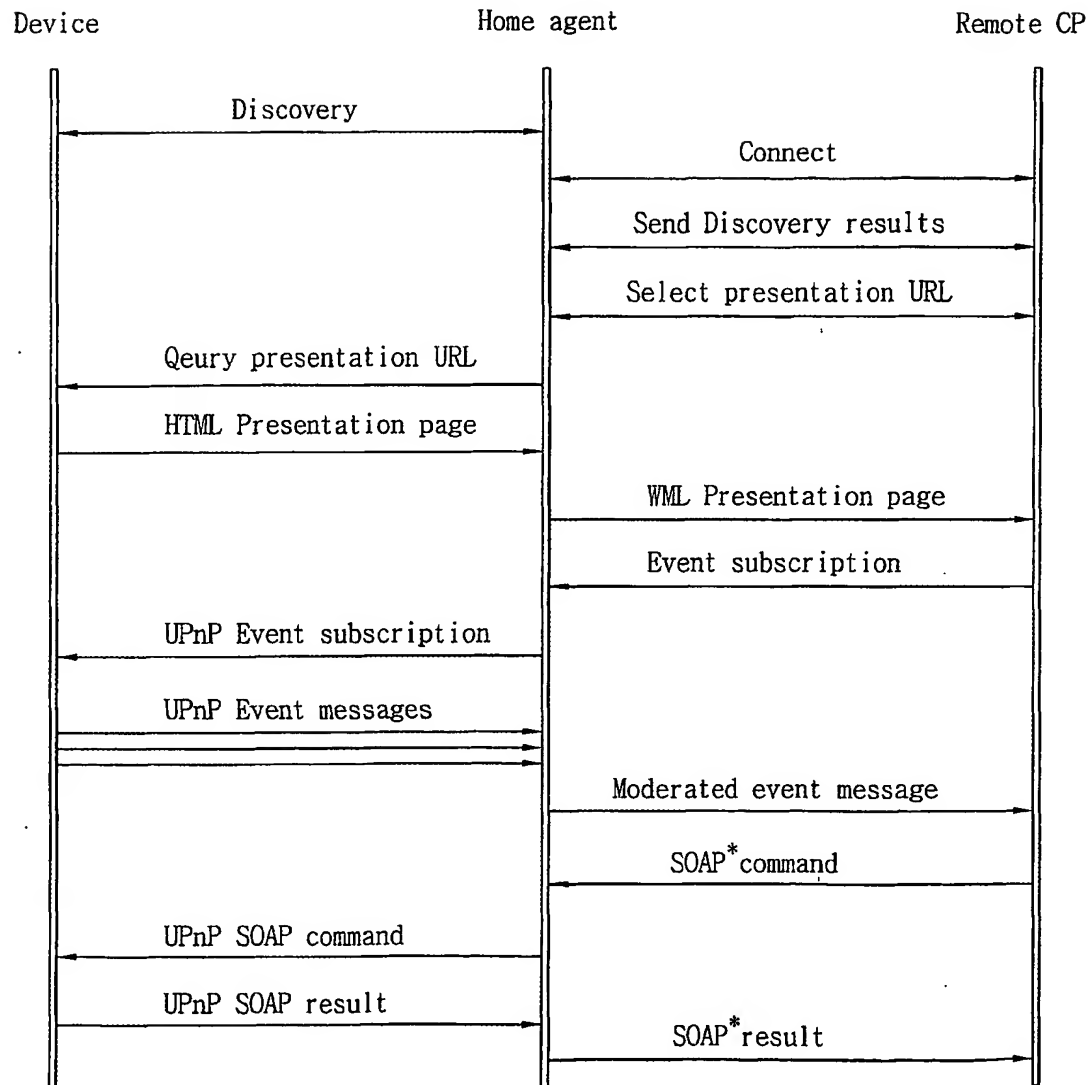 Device
Home agent
Remote CP
Discovery
Connect
Send Discovery results
Select presentation URL
Qeury presentation URL
HTML Presentation page
WML Presentation page
Event subscription
UPnP Event subscription
UPnP Event messages
Moderated event message
SOAP*command
UPnP SOAP command
UPnP SOAP result
SOAP*result